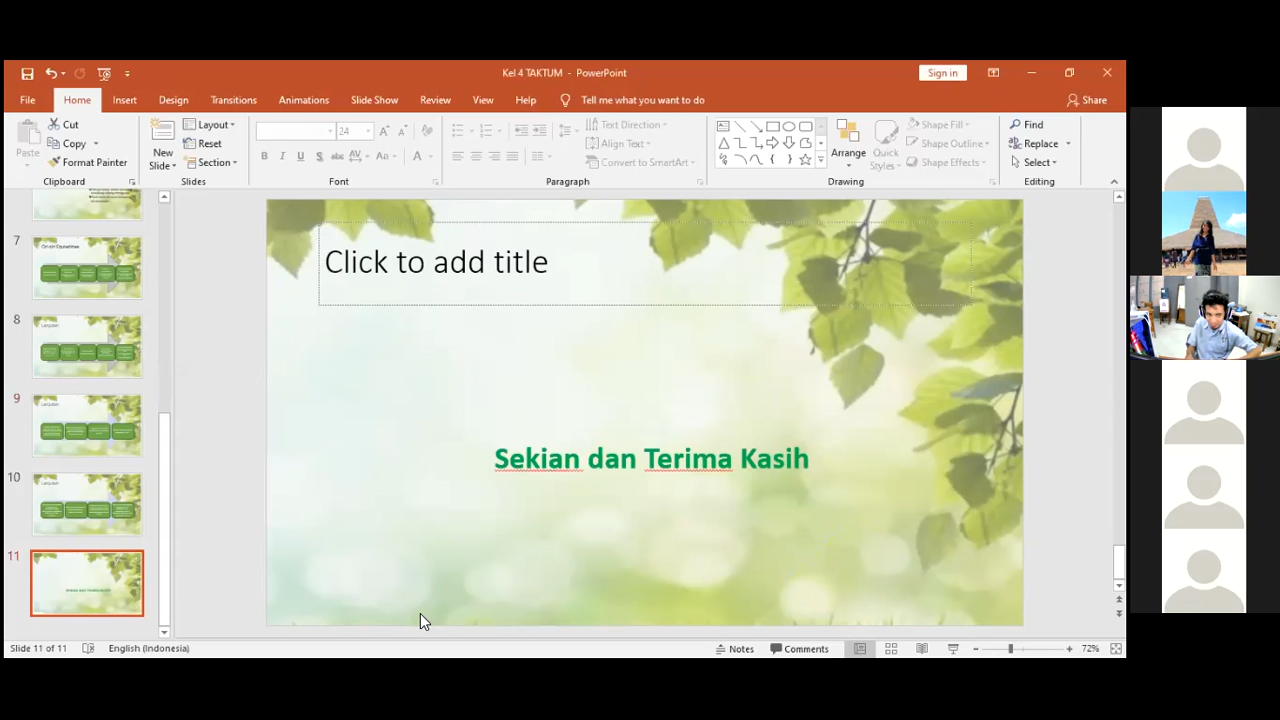 Kel 4 TAKTUM - PowerPoint
Sign in
File Home Insert Design Transitions Animations Slide Show Review View Help Tell me what you want to do Share
Paste
Cut
Copy
Format Painter
Clipboard
New Slide
Layout
Reset
Section
Slides
24
B I U S abc AV Aa A
Font
Text Direction
Align Text
Convert to SmartArt
Paragraph
Arrange
Quick Styles
Shape Fill
Shape Outline
Shape Effects
Drawing
Find
Replace
Select
Editing
7
8
9
10
11
Click to add title
Sekian dan Terima Kasih
Slide 11 of 11
English (Indonesia)
Notes
Comments
72%